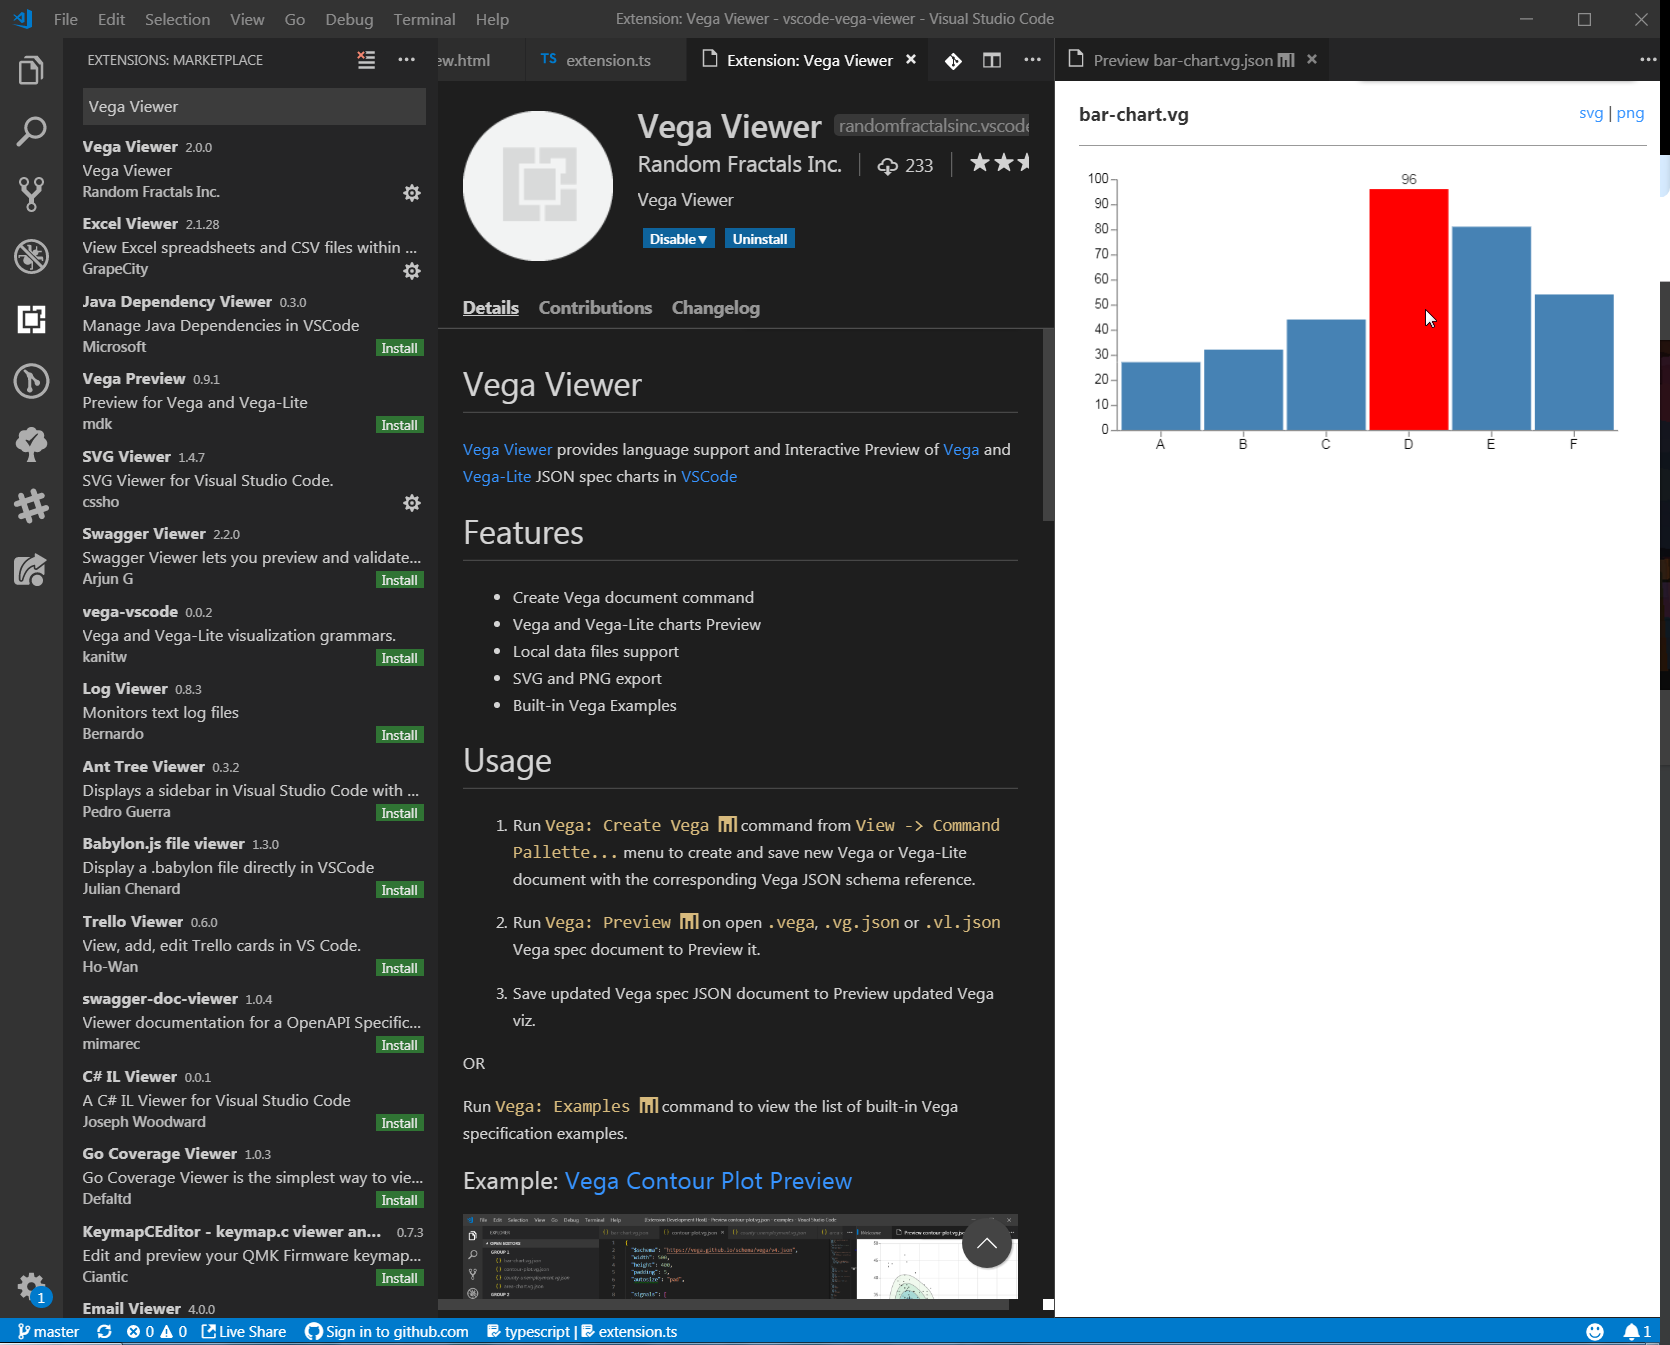 File Edit Selection View Go Debug Terminal Help
Extension: Vega Viewer - vscode-vega-viewer - Visual Studio Code
EXTENSIONS: MARKETPLACE
Vega Viewer
Vega Viewer 2.0.0
Vega Viewer
Random Fractals Inc.
Excel Viewer 2.1.28
View Excel spreadsheets and CSV files within ...
GrapeCity
Java Dependency Viewer 0.3.0
Manage Java Dependencies in VSCode
Microsoft Install
Vega Preview 0.9.1
Preview for Vega and Vega-Lite
mdk Install
SVG Viewer 1.4.7
SVG Viewer for Visual Studio Code.
cssho
Swagger Viewer 2.2.0
Swagger Viewer lets you preview and validate...
Arjun G Install
vega-vscode 0.0.2
Vega and Vega-Lite visualization grammars.
kanitw Install
Log Viewer 0.8.3
Monitors text log files
Bernardo Install
Ant Tree Viewer 0.3.2
Displays a sidebar in Visual Studio Code with ...
Pedro Guerra Install
Babylon.js file viewer 1.3.0
Display a .babylon file directly in VSCode
Julian Chenard Install
Trello Viewer 0.6.0
View, add, edit Trello cards in VS Code.
Ho-Wan Install
swagger-doc-viewer 1.0.4
Viewer documentation for a OpenAPI Specific...
mimarec Install
C# IL Viewer 0.0.1
A C# IL Viewer for Visual Studio Code
Joseph Woodward Install
Go Coverage Viewer 1.0.3
Go Coverage Viewer is the simplest way to vie...
Defaltd Install
KeymapCEditor - keymap.c viewer an... 0.7.3
Edit and preview your QMK Firmware keymap...
Ciantic Install
Email Viewer 4.0.0
ew.html TS extension.ts Extension: Vega Viewer
Vega Viewer randomfractalsinc.vscode
Random Fractals Inc. 233
Vega Viewer
Disable Uninstall
Details Contributions Changelog
Vega Viewer
Vega Viewer provides language support and Interactive Preview of Vega and
Vega-Lite JSON spec charts in VSCode
Features
• Create Vega document command
• Vega and Vega-Lite charts Preview
• Local data files support
• SVG and PNG export
• Built-in Vega Examples
Usage
1. Run Vega: Create Vega command from View -> Command
Pallette... menu to create and save new Vega or Vega-Lite
document with the corresponding Vega JSON schema reference.
2. Run Vega: Preview on open .vega, .vg.json or .vl.json
Vega spec document to Preview it.
3. Save updated Vega spec JSON document to Preview updated Vega
viz.
OR
Run Vega: Examples command to view the list of built-in Vega
specification examples.
Example: Vega Contour Plot Preview
Preview bar-chart.vg.json
bar-chart.vg svg | png
96
100
90
80
70
60
50
40
30
20
10
0
A B C D E F
1
master 0 0 Live Share Sign in to github.com typescript | extension.ts 1